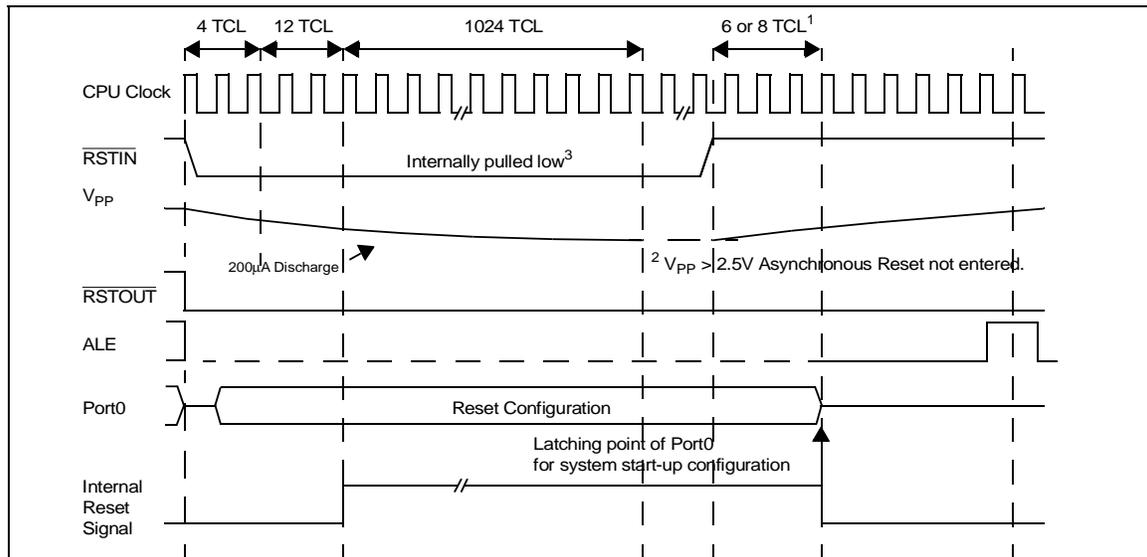 4 TCL 12 TCL 1024 TCL 6 or 8 TCL¹
CPU Clock
RSTIN
Internally pulled low³
VPP
200µA Discharge
² VPP > 2.5V Asynchronous Reset not entered.
RSTOUT
ALE
Port0
Reset Configuration
Latching point of Port0
for system start-up configuration
Internal
Reset
Signal